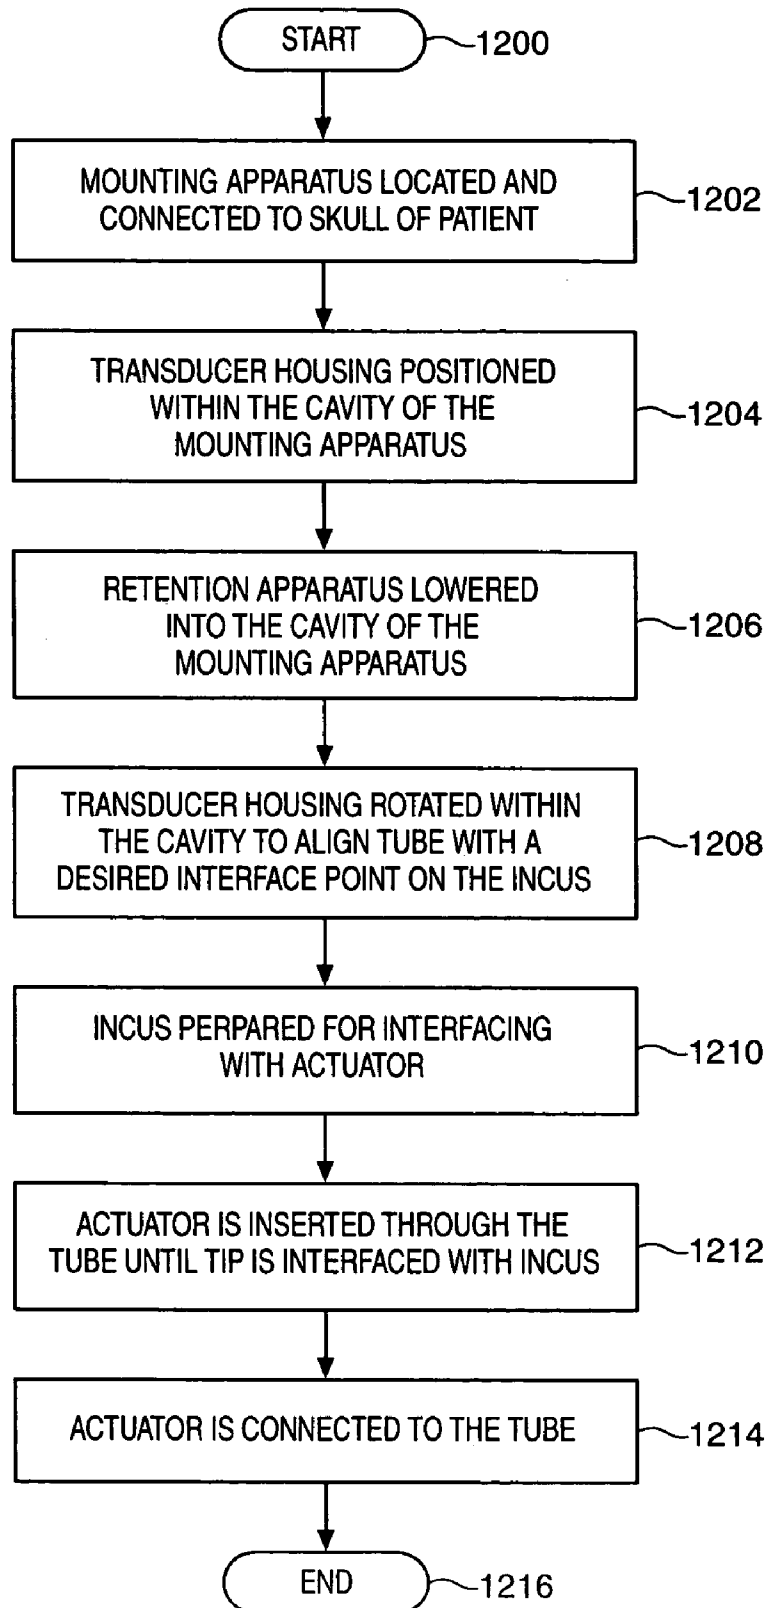 START
1200
MOUNTING APPARATUS LOCATED AND
CONNECTED TO SKULL OF PATIENT
1202
TRANSDUCER HOUSING POSITIONED
WITHIN THE CAVITY OF THE
MOUNTING APPARATUS
1204
RETENTION APPARATUS LOWERED
INTO THE CAVITY OF THE
MOUNTING APPARATUS
1206
TRANSDUCER HOUSING ROTATED WITHIN
THE CAVITY TO ALIGN TUBE WITH A
DESIRED INTERFACE POINT ON THE INCUS
1208
INCUS PERPARED FOR INTERFACING
WITH ACTUATOR
1210
ACTUATOR IS INSERTED THROUGH THE
TUBE UNTIL TIP IS INTERFACED WITH INCUS
1212
ACTUATOR IS CONNECTED TO THE TUBE
1214
END
1216